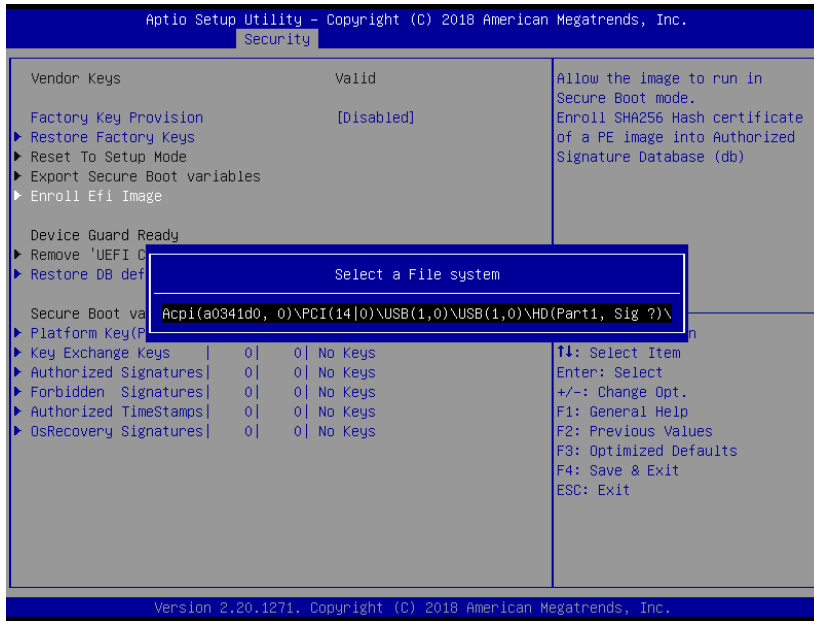 Aptio Setup Utility – Copyright (C) 2018 American Megatrends, Inc.
Security
Vendor Keys Valid
Factory Key Provision [Disabled]
Restore Factory Keys
Reset To Setup Mode
Export Secure Boot variables
Enroll Efi Image
Device Guard Ready
Remove 'UEFI C
Restore DB def
Secure Boot va
Platform Key(P
Key Exchange Keys | 0| 0| No Keys
Authorized Signatures| 0| 0| No Keys
Forbidden Signatures| 0| 0| No Keys
Authorized TimeStamps| 0| 0| No Keys
OsRecovery Signatures| 0| 0| No Keys
Select a File system
Acpi(a0341d0, 0)\PCI(14|0)\USB(1,0)\USB(1,0)\HD(Part1, Sig ?)\
Allow the image to run in
Secure Boot mode.
Enroll SHA256 Hash certificate
of a PE image into Authorized
Signature Database (db)
n
↑↓: Select Item
Enter: Select
+/-: Change Opt.
F1: General Help
F2: Previous Values
F3: Optimized Defaults
F4: Save & Exit
ESC: Exit
Version 2.20.1271. Copyright (C) 2018 American Megatrends, Inc.